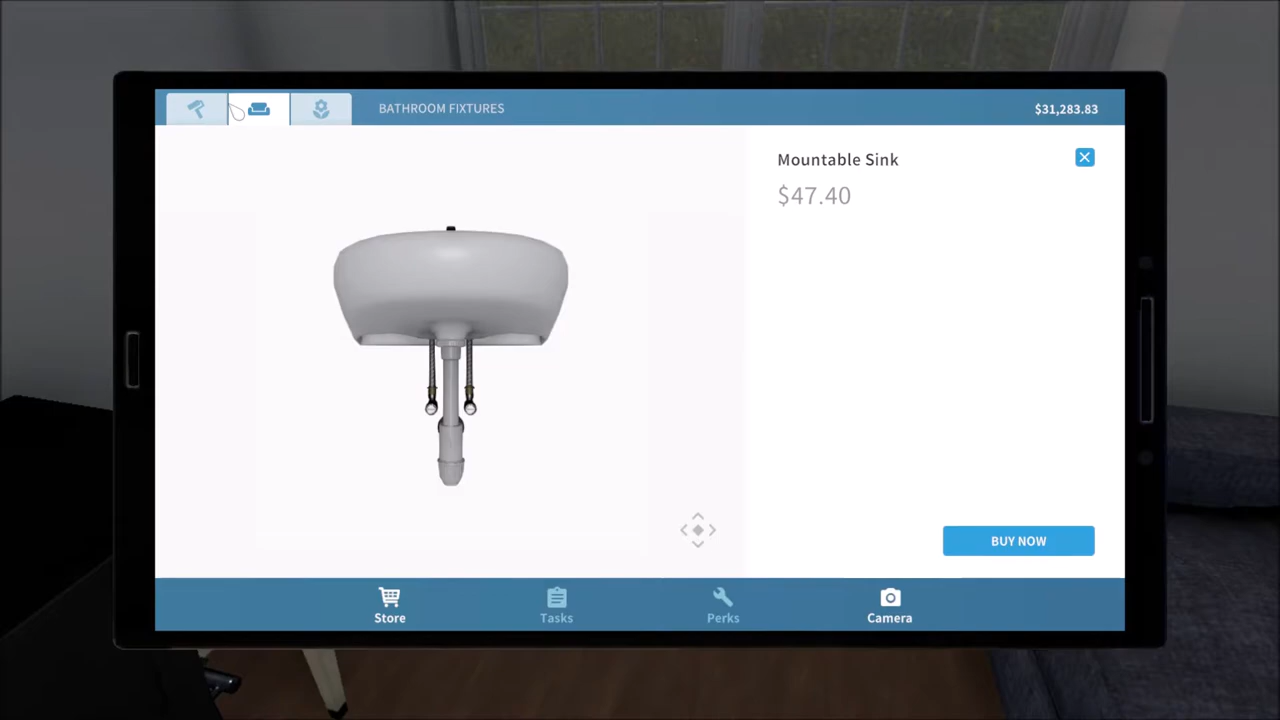 BATHROOM FIXTURES
$31,283.83
Mountable Sink
$47.40
BUY NOW
Store
Tasks
Perks
Camera